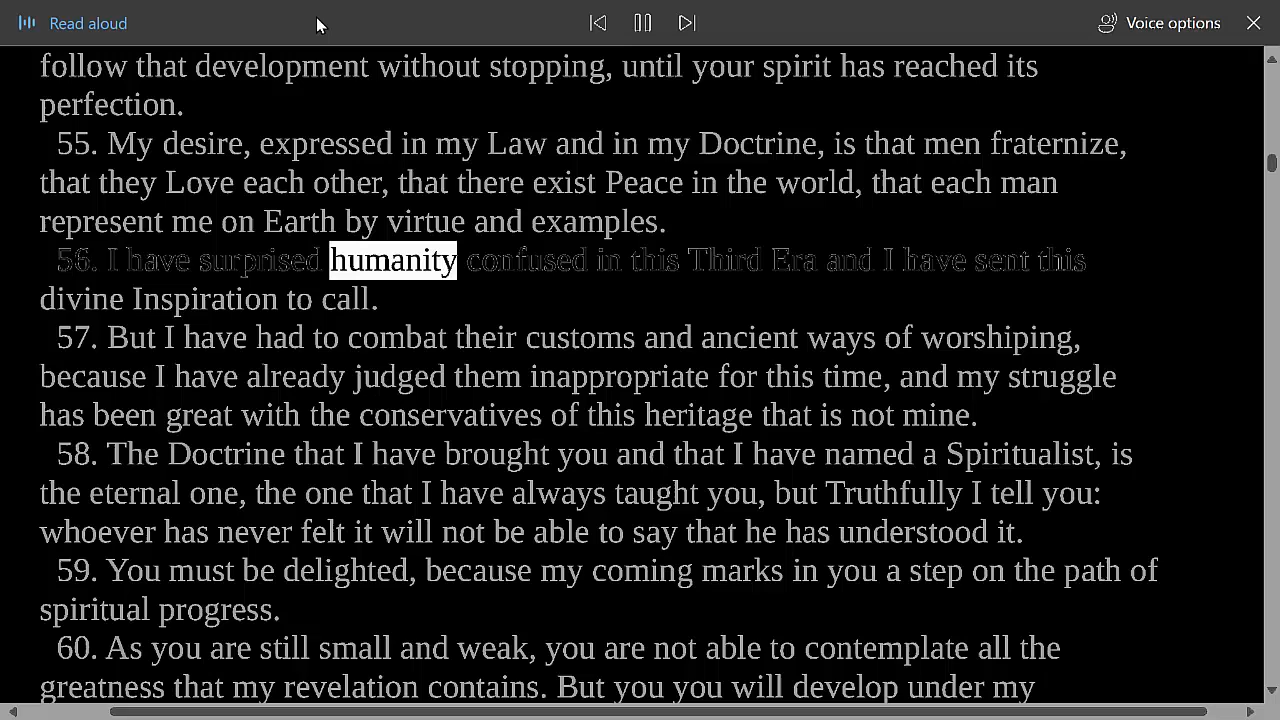 Read aloud
Voice options
follow that development without stopping, until your spirit has reached its
perfection.
55. My desire, expressed in my Law and in my Doctrine, is that men fraternize,
that they Love each other, that there exist Peace in the world, that each man
represent me on Earth by virtue and examples.
56. I have surprised humanity confused in this Third Era and I have sent this
divine Inspiration to call.
57. But I have had to combat their customs and ancient ways of worshiping,
because I have already judged them inappropriate for this time, and my struggle
has been great with the conservatives of this heritage that is not mine.
58. The Doctrine that I have brought you and that I have named a Spiritualist, is
the eternal one, the one that I have always taught you, but Truthfully I tell you:
whoever has never felt it will not be able to say that he has understood it.
59. You must be delighted, because my coming marks in you a step on the path of
spiritual progress.
60. As you are still small and weak, you are not able to contemplate all the
greatness that my revelation contains. But you you will develop under my